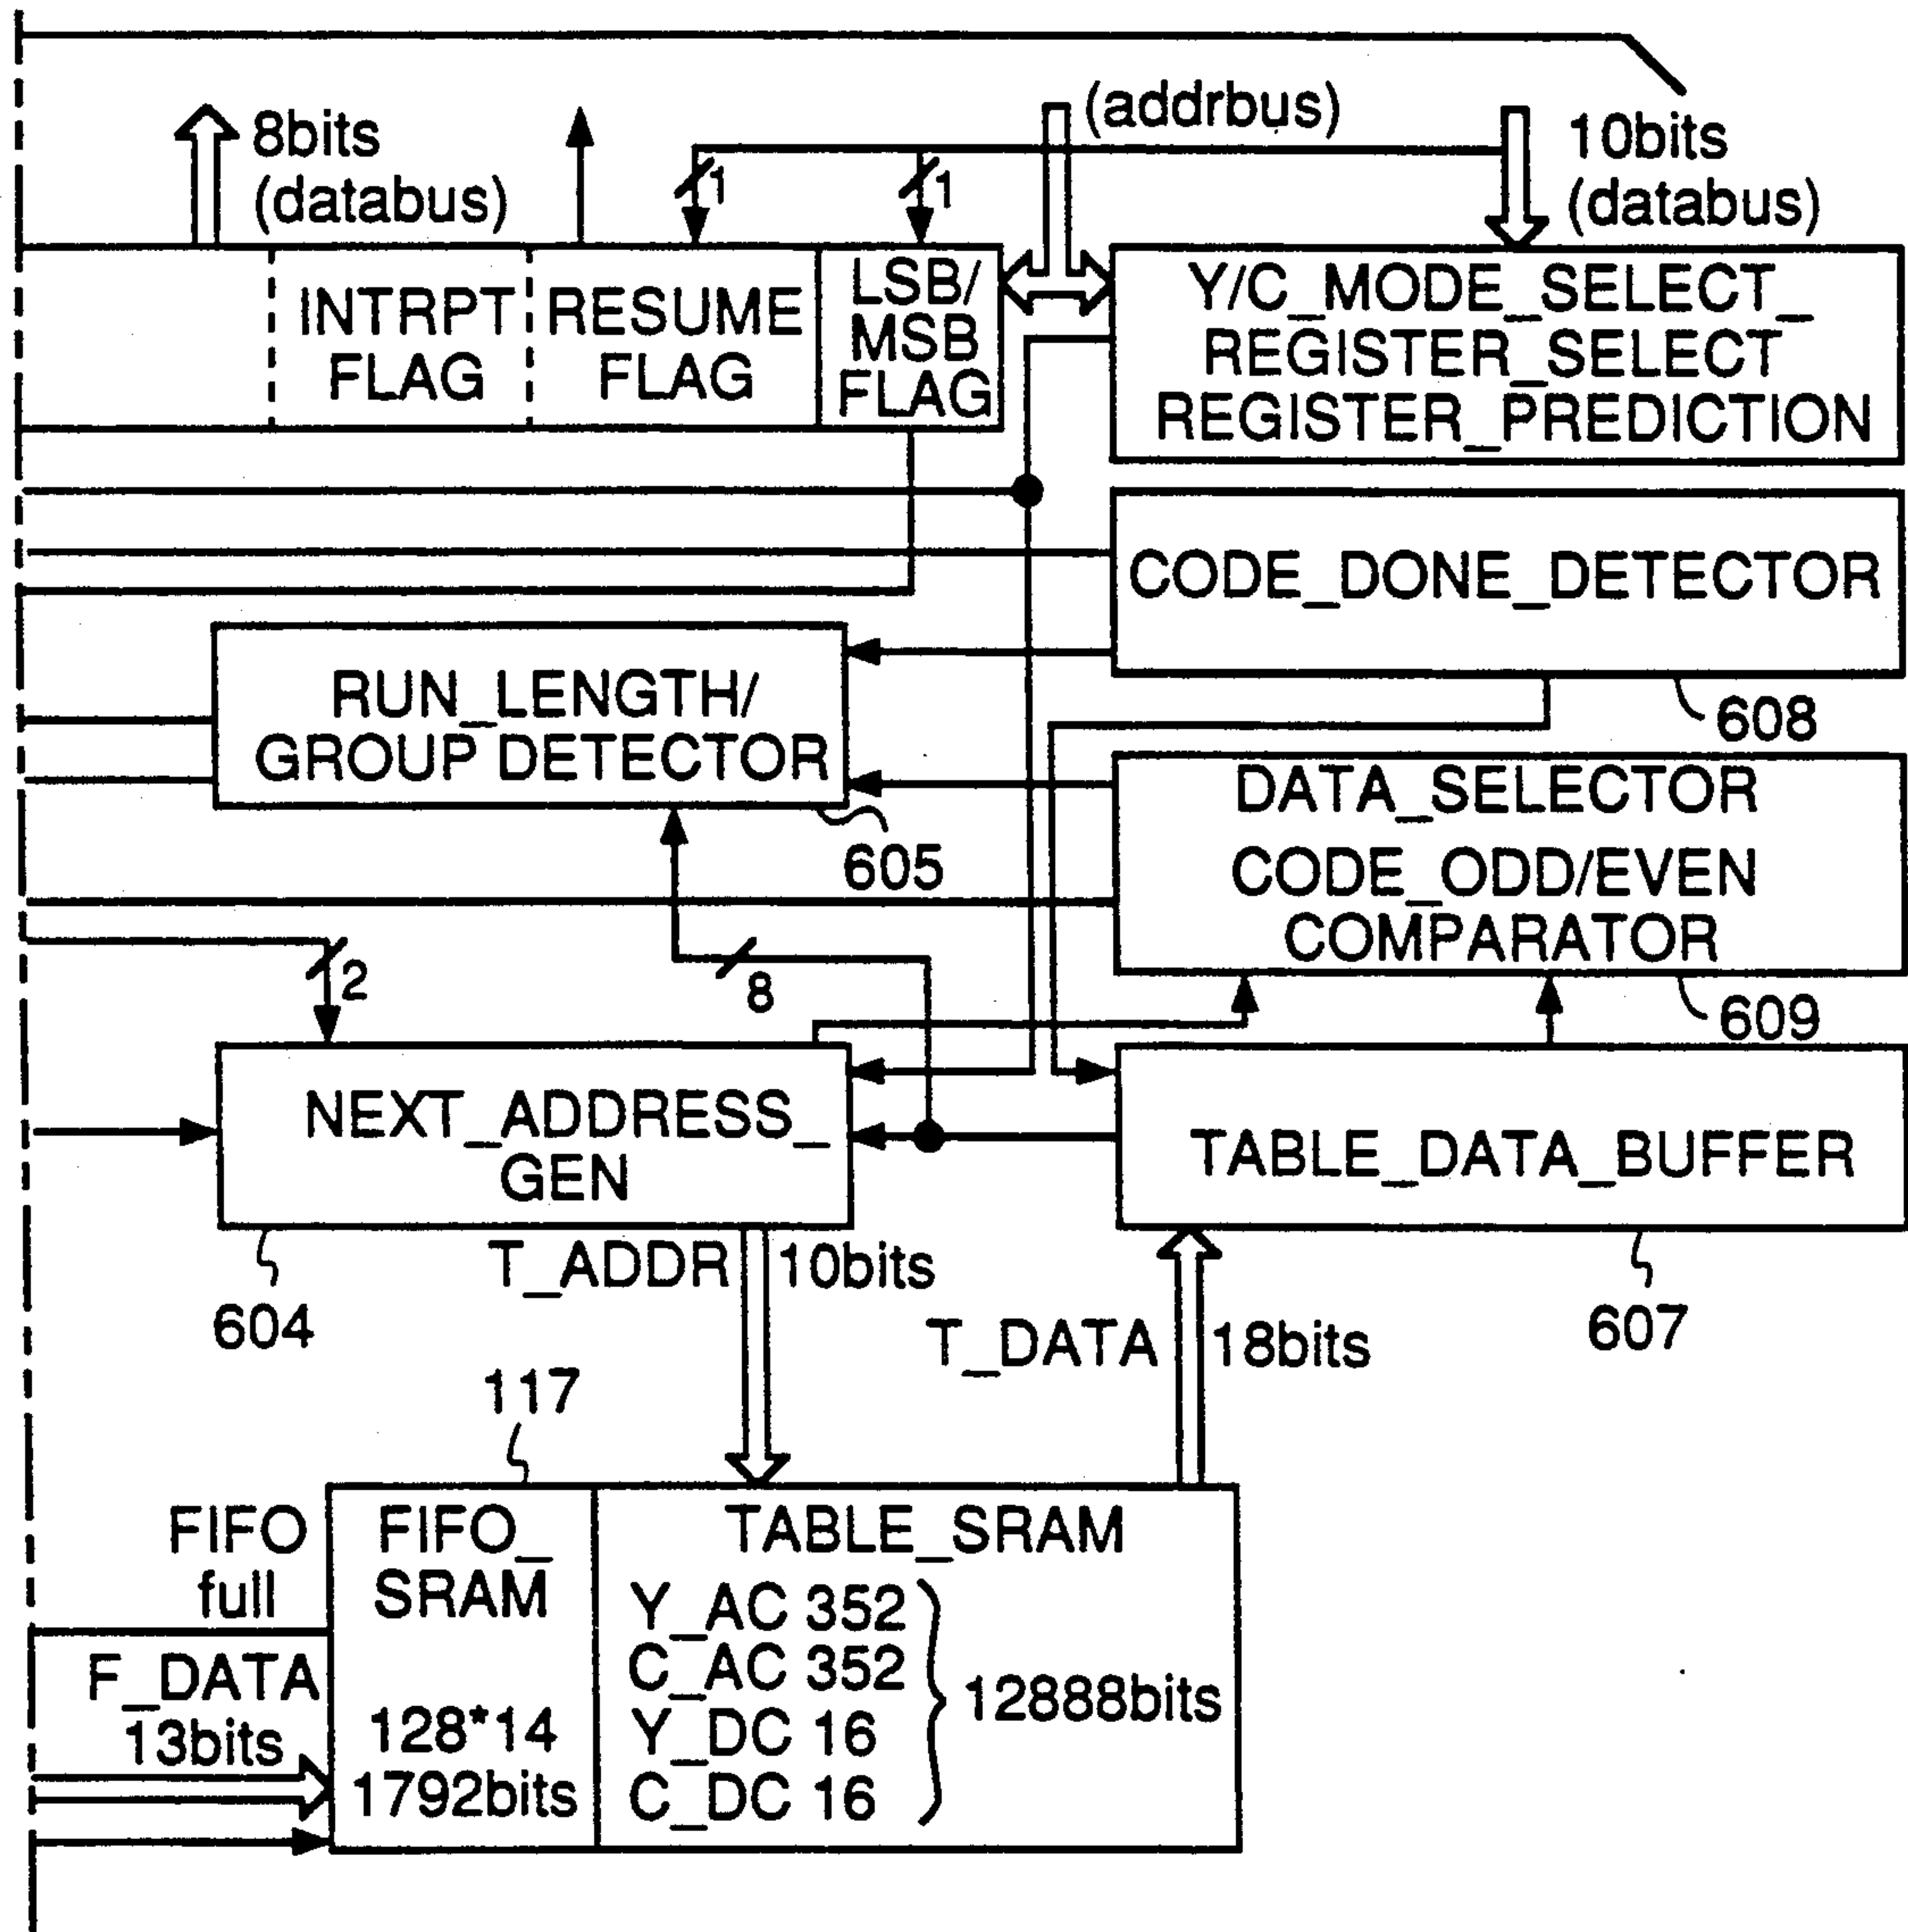 (addrbus)
8bits
(databus)
10bits
(databus)
1
1
INTRPT
FLAG
RESUME
FLAG
LSB/
MSB
FLAG
Y/C_MODE_SELECT_
REGISTER_SELECT
REGISTER_PREDICTION
CODE_DONE_DETECTOR
608
RUN_LENGTH/
GROUP DETECTOR
605
DATA_SELECTOR
CODE_ODD/EVEN
COMPARATOR
609
2
8
NEXT_ADDRESS_
GEN
604
TABLE_DATA_BUFFER
607
T_ADDR
10bits
T_DATA
18bits
117
FIFO
full
F_DATA
13bits
FIFO_
SRAM
128*14
1792bits
TABLE_SRAM
Y_AC 352
C_AC 352
Y_DC 16
C_DC 16
12888bits